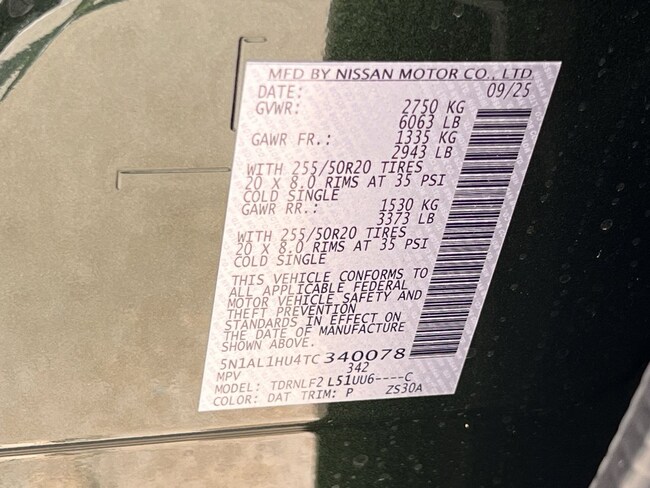 MFD BY NISSAN MOTOR CO., LTD
DATE: 09/25
GVWR: 2750 KG
6063 LB
GAWR FR.: 1335 KG
2943 LB
WITH 255/50R20 TIRES
20 X 8.0 RIMS AT 35 PSI
COLD SINGLE
GAWR RR.: 1530 KG
3373 LB
WITH 255/50R20 TIRES
20 X 8.0 RIMS AT 35 PSI
COLD SINGLE
THIS VEHICLE CONFORMS TO
ALL APPLICABLE FEDERAL
MOTOR VEHICLE SAFETY AND
THEFT PREVENTION
STANDARDS IN EFFECT ON
THE DATE OF MANUFACTURE
SHOWN ABOVE.
5N1AL1HU4TC 340078
MPV 342
MODEL: TDRNLF2 L51UU6----C
COLOR: DAT TRIM: P ZS30A